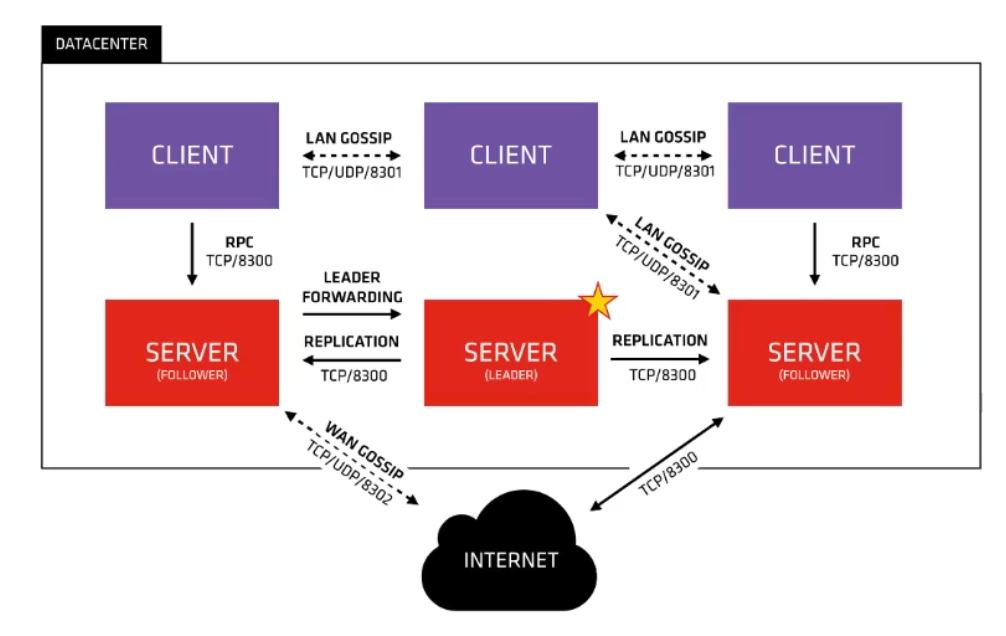 DATACENTER
CLIENT
LAN GOSSIP
TCP/UDP/8301
CLIENT
LAN GOSSIP
TCP/UDP/8301
CLIENT
RPC
TCP/8300
LAN GOSSIP
TCP/UDP/8301
RPC
TCP/8300
SERVER
(FOLLOWER)
LEADER
FORWARDING
REPLICATION
TCP/8300
SERVER
(LEADER)
REPLICATION
TCP/8300
SERVER
(FOLLOWER)
WAN GOSSIP
TCP/UDP/8302
TCP/8300
INTERNET